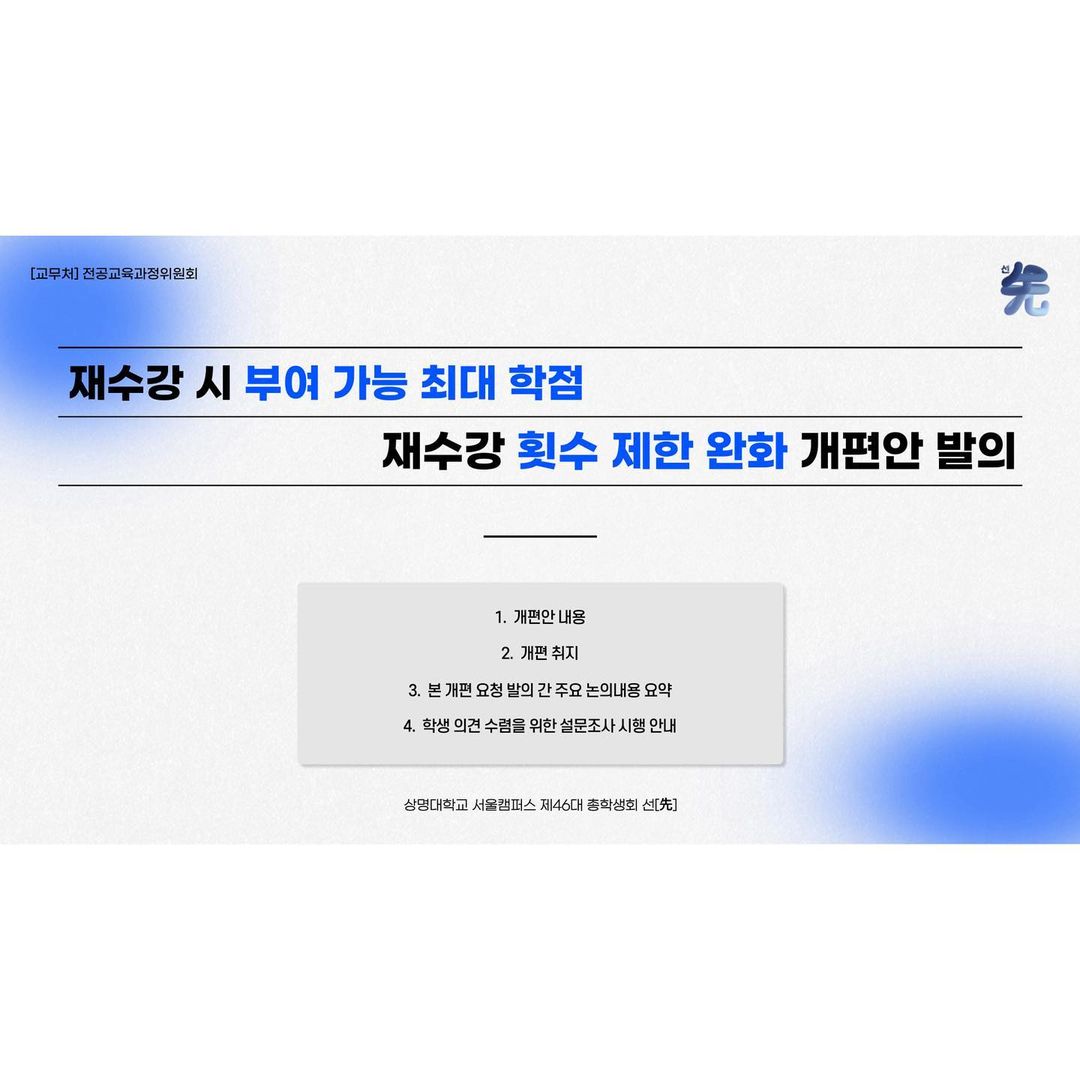 [교무처] 전공교육과정위원회
선 先
재수강 시 부여 가능 최대 학점
재수강 횟수 제한 완화 개편안 발의
1. 개편안 내용
2. 개편 취지
3. 본 개편 요청 발의 간 주요 논의내용 요약
4. 학생 의견 수렴을 위한 설문조사 시행 안내
상명대학교 서울캠퍼스 제46대 총학생회 선[先]